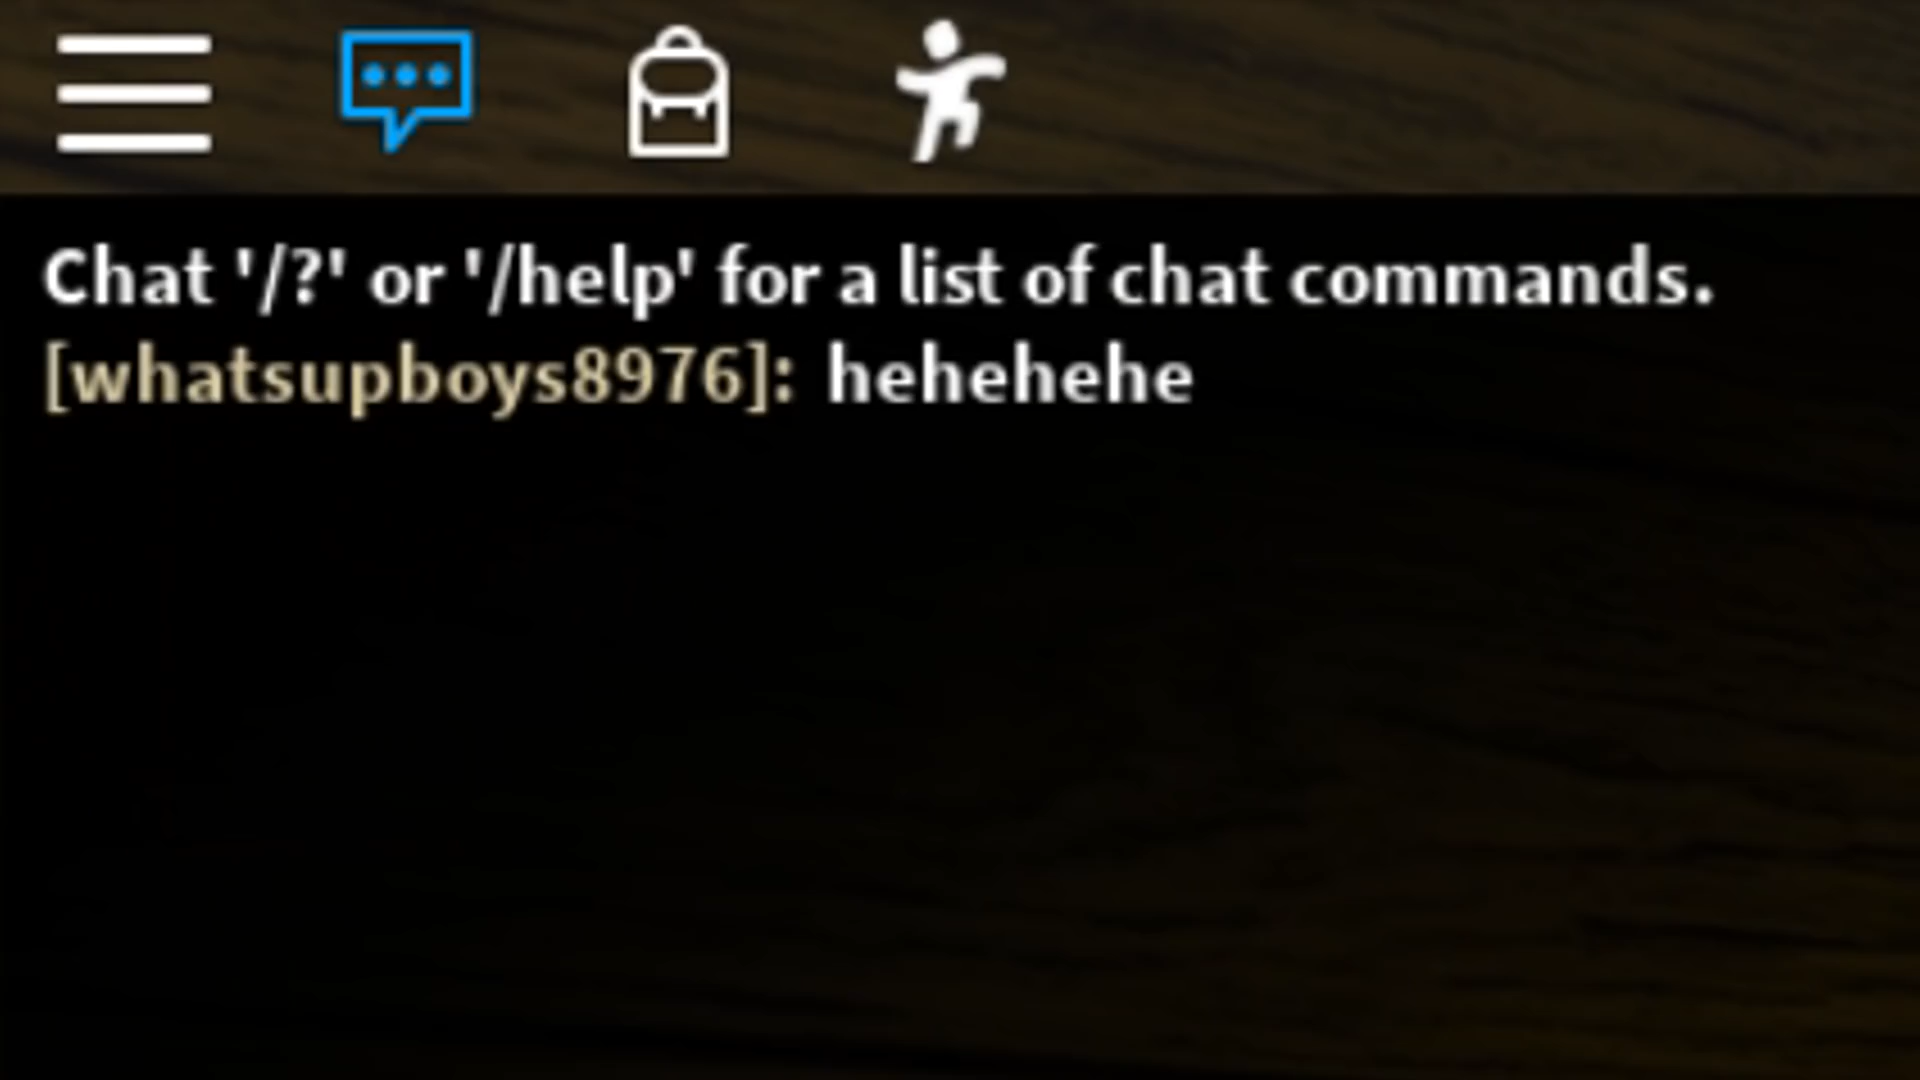 Chat '/?' or '/help' for a list of chat commands.
[whatsupboys8976]: hehehehe